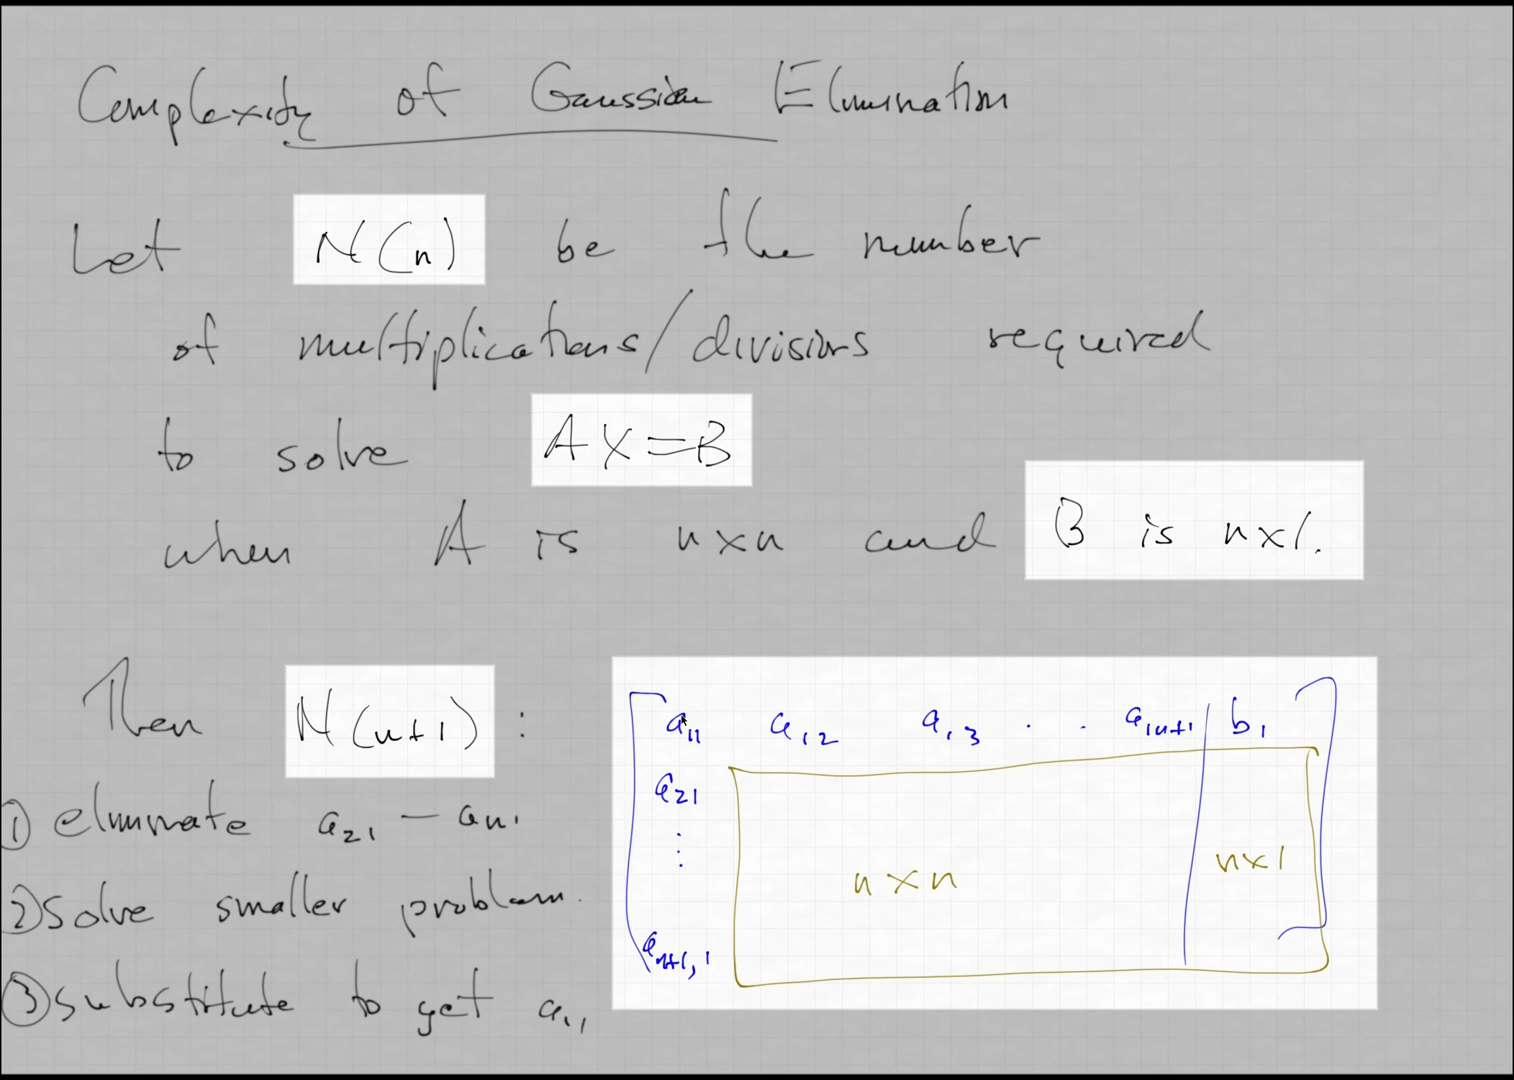 Complexity of Gaussian Elimination
Let N(n) be the number
of multiplications/divisions required
to solve AX=B
when A is n×n and B is n×1.
Then N(n+1) :
① eliminate a₂₁ – aₙ₁
② solve smaller problem.
③ substitute to get a₁₁
a₁₁ a₁₂ a₁₃ . . a₁ₙ₊₁ | b₁
a₂₁
⋮
n×n n×1
aₙ₊₁,₁